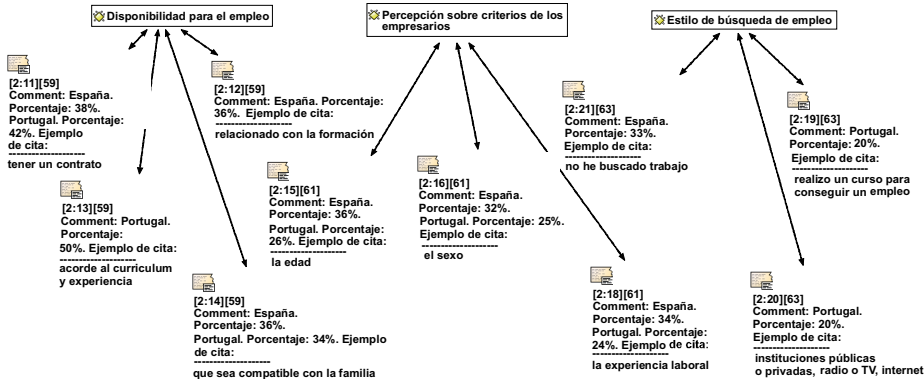 Disponibilidad para el empleo
Percepción sobre criterios de los
empresarios
Estilo de búsqueda de empleo
[2:11][59]
Comment: España.
Porcentaje: 38%.
Portugal. Porcentaje:
42%. Ejemplo
de cita:
--------------------
tener un contrato
[2:12][59]
Comment: España. Porcentaje:
36%. Ejemplo de cita:
--------------------
relacionado con la formación
[2:13][59]
Comment: Portugal.
Porcentaje:
50%. Ejemplo de cita:
--------------------
acorde al curriculum
y experiencia
[2:14][59]
Comment: España.
Porcentaje: 36%.
Portugal. Porcentaje: 34%. Ejemplo
de cita:
--------------------
que sea compatible con la familia
[2:15][61]
Comment: España.
Porcentaje: 36%.
Portugal. Porcentaje:
26%. Ejemplo de cita:
--------------------
la edad
[2:16][61]
Comment: España.
Porcentaje: 32%.
Portugal. Porcentaje: 25%.
Ejemplo de cita:
--------------------
el sexo
[2:21][63]
Comment: España.
Porcentaje: 33%.
Ejemplo de cita:
--------------------
no he buscado trabajo
[2:18][61]
Comment: España.
Porcentaje: 34%.
Portugal. Porcentaje:
24%. Ejemplo de cita:
--------------------
la experiencia laboral
[2:19][63]
Comment: Portugal.
Porcentaje: 20%.
Ejemplo de cita:
--------------------
realizo un curso para
conseguir un empleo
[2:20][63]
Comment: Portugal.
Porcentaje: 20%.
Ejemplo de cita:
--------------------
instituciones públicas
o privadas, radio o TV, internet